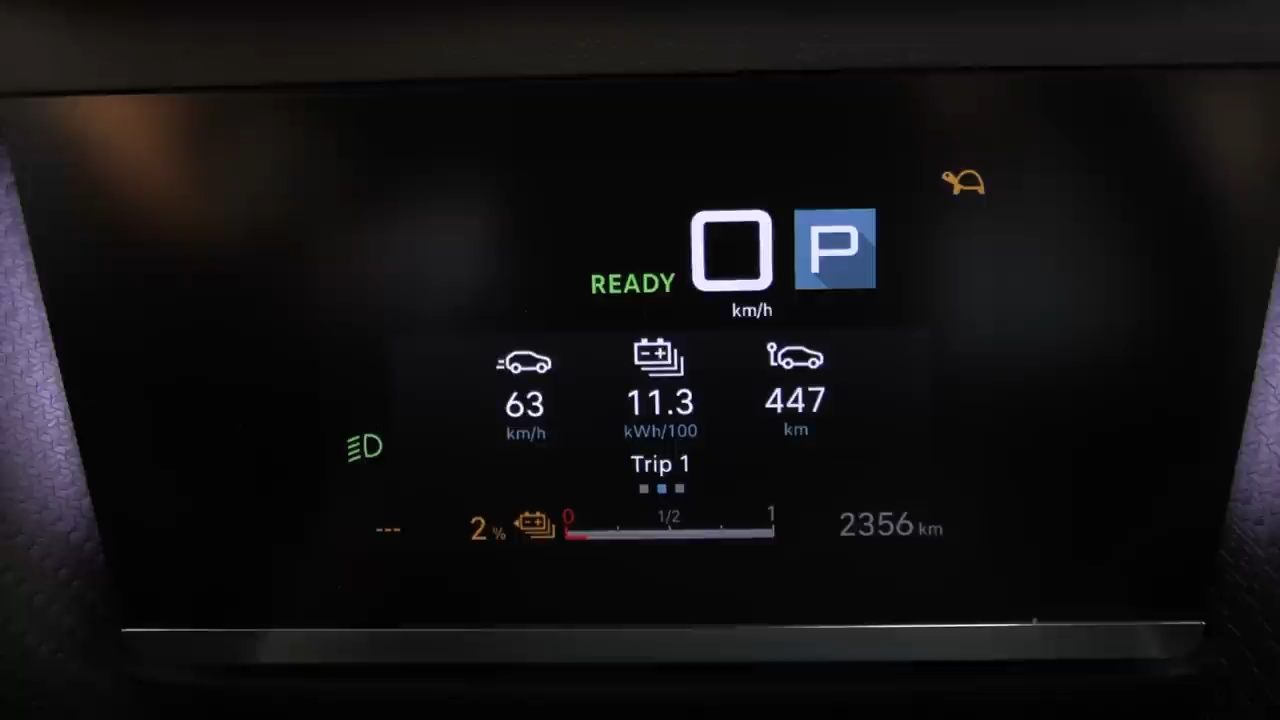 READY 0 P
km/h
63 11.3 447
km/h kWh/100 km
Trip 1
--- 2 % 0 1/2 1 2356 km